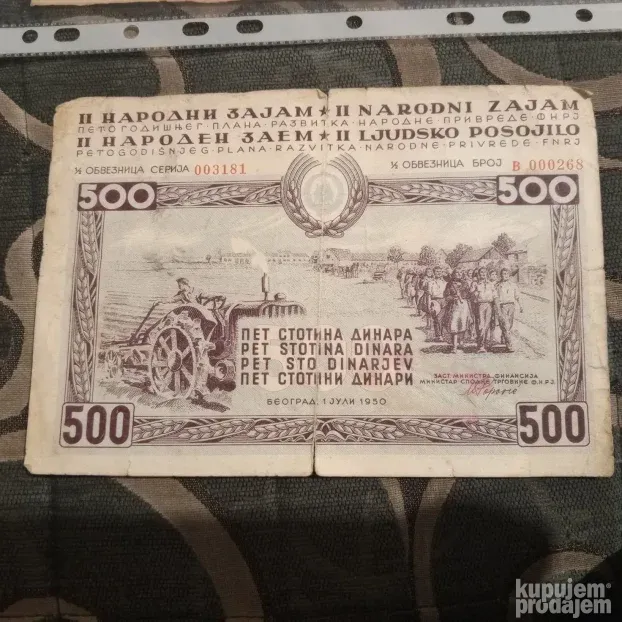 II НАРОДНИ ЗАЈАМ ★ II NARODNI ZAJAM
ПЕТОГОДИШЊЕГ·ПЛАНА·РАЗВИТКА·НАРОДНЕ·ПРИВРЕДЕ·ФНРЈ
II НАРОДЕН ЗАЕМ ★ II LJUDSKO POSOJILO
PETOGODIŠNJEG·PLANA·RAZVITKA·NARODNE·PRIVREDE·FNRJ
½ ОБВЕЗНИЦА СЕРИЈА 003181
½ ОБВЕЗНИЦА БРОЈ B 000268
500
500
ПЕТ СТОТИНА ДИНАРА
PET STOTINA DINARA
PET STO DINARJEV
ПЕТ СТОТИНИ ДИНАРИ
ЗАСТ. МИНИСТРА ФИНАНСИЈА
МИНИСТАР СПОЉНЕ ТРГОВИНЕ Ф.Н.Р.Ј.
БЕОГРАД, 1 ЈУЛИ 1950
500
500
kupujem
prodajem